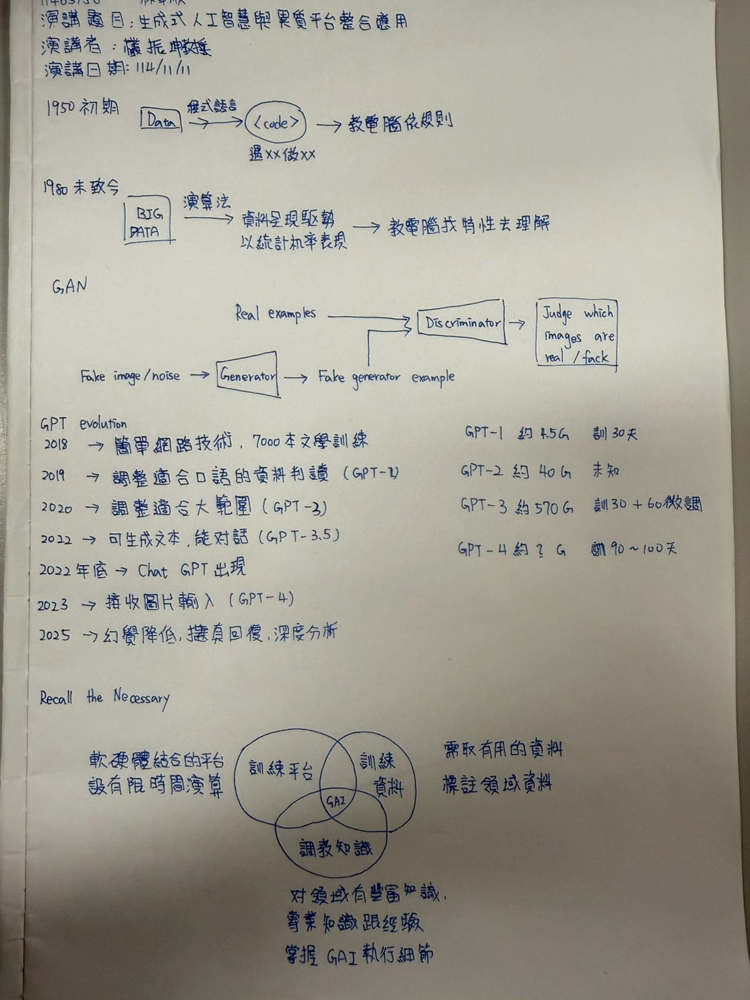 演講題目：生成式人工智慧與異質平台整合應用
演講者：振坤教授
演講日期：114/11/11
1950 初期
Data
程式語言
<code>
遇xx做xx
教電腦依規則
1980 未致今
BIG
DATA
演算法
資料呈現駆勢
以統計机率表現
教電腦找特性去理解
GAN
Real examples
Discriminator
Judge which
images are
real / fack
Fake image/noise → Generator → Fake generator example
GPT evolution
2018 → 簡單網路技術，7000本文學訓練
2019 → 調整適合口語的資料判讀 (GPT-2)
2020 → 調整適合大範圍 (GPT-3)
2022 → 可生成文本，能对話 (GPT-3.5)
2022年底 → Chat GPT 出現
2023 → 接收圖片輸入 (GPT-4)
2025 → 幻覺降低，擬真回復，深度分析
GPT-1 約 4.5G 訓30天
GPT-2 約 40 G 未知
GPT-3 約570 G 訓30 + 60微調
GPT-4 約 ? G 訓 90~100天
Recall the Necessary
軟硬體結合的平台
設有限時間演算
訓練平台
訓練
資料
GAI
調教知識
需取有用的資料
標註領域資料
对領域有豐富知識，
專業知識跟經驗
掌握 GAI 執行細節